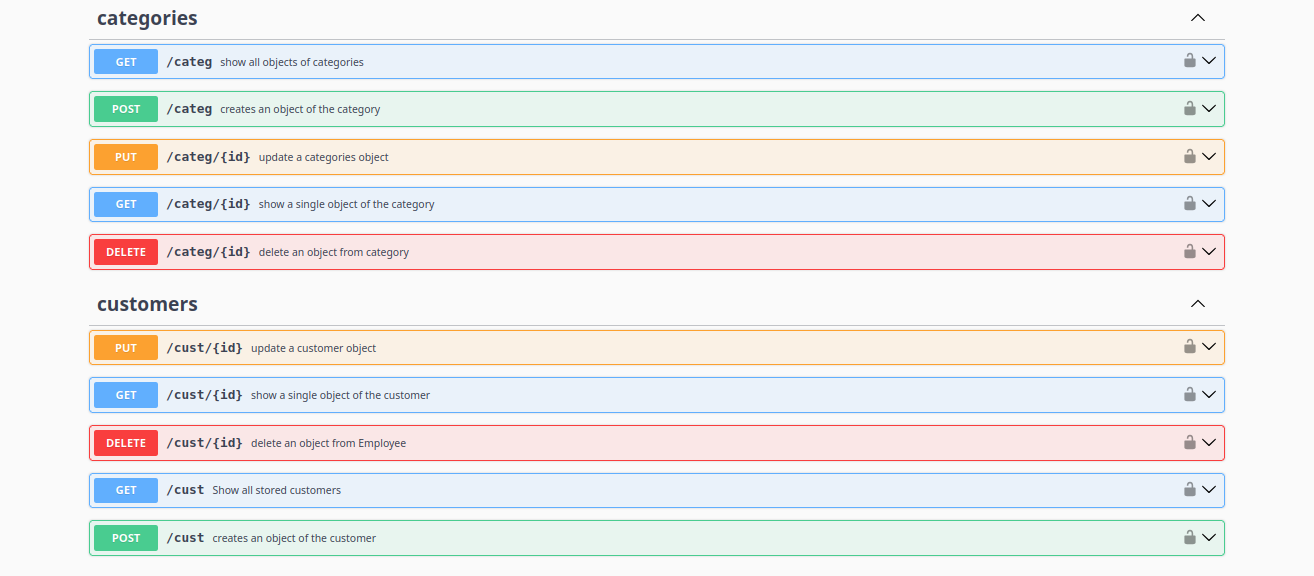 categories
GET /categ show all objects of categories
POST /categ creates an object of the category
PUT /categ/{id} update a categories object
GET /categ/{id} show a single object of the category
DELETE /categ/{id} delete an object from category
customers
PUT /cust/{id} update a customer object
GET /cust/{id} show a single object of the customer
DELETE /cust/{id} delete an object from Employee
GET /cust Show all stored customers
POST /cust creates an object of the customer